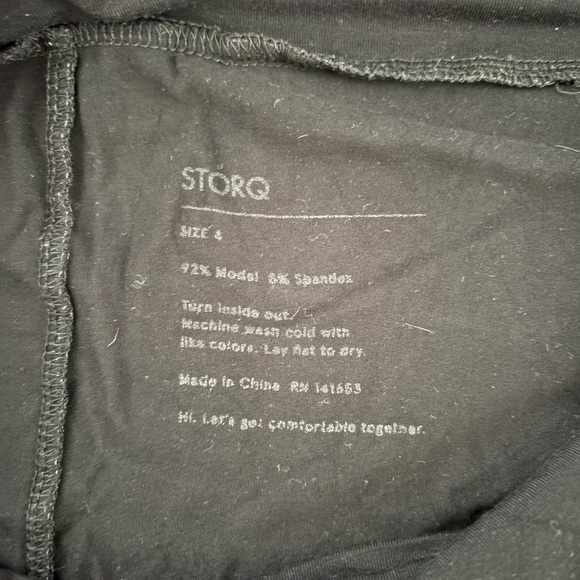 STORQ
SIZE 4
92% Modal 8% Spandex
Turn inside out.
Machine wash cold with
like colors. Lay flat to dry.
Made in China RN 141653
Hi. Let's get comfortable together.